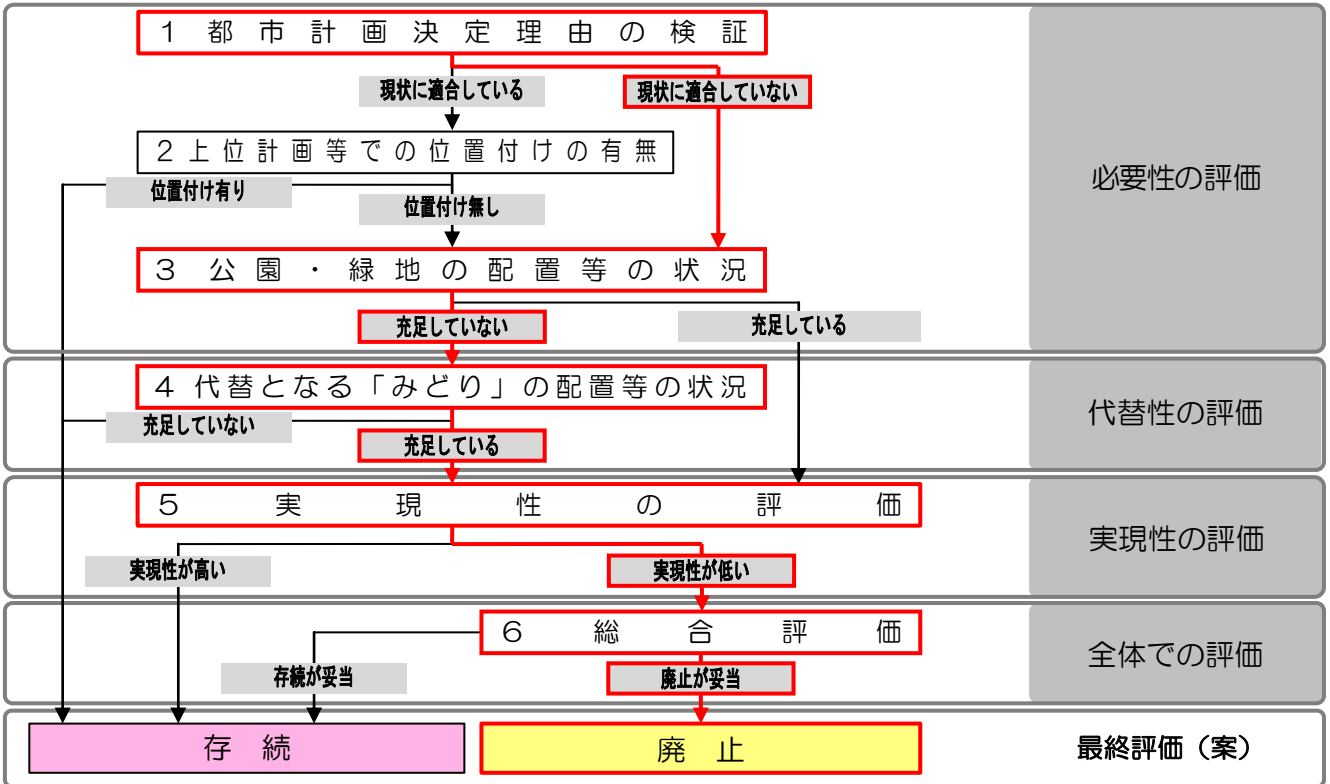 1 都市計画決定理由の検証
現状に適合している
現状に適合していない
2上位計画等での位置付けの有無
必要性の評価
位置付け有り
位置付け無し
3 公園・緑地の配置等の状況
充足していない
充足している
4 代替となる「みどり」の配置等の状況
代替性の評価
充足していない
充足している
5 実現性の評価
実現性の評価
実現性が高い
実現性が低い
6 総合評価
全体での評価
存続が妥当
廃止が妥当
存続
廃止
最終評価（案）